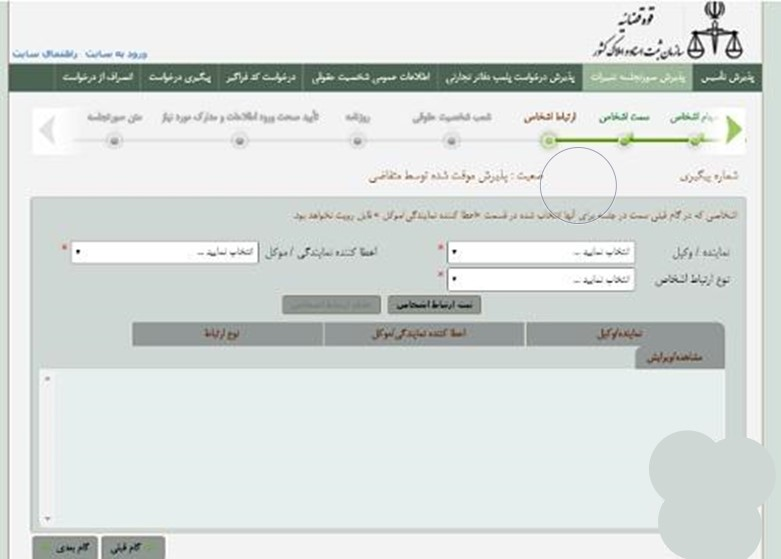 قوه قضائیه
سازمان ثبت اسناد و املاک کشور
ورود به سایت راهنمای سایت
پذیرش تأسیس پذیرش صورتجلسه تغییرات پذیرش درخواست پلمپ دفاتر تجارتی اطلاعات عمومی شخصیت حقوقی درخواست کد فراگیر پیگیری درخواست انصراف از درخواست
سهام اشخاص سمت اشخاص ارتباط اشخاص شعب شخصیت حقوقی روزنامه تأیید صحت ورود اطلاعات و مدارک مورد نیاز متن صورتجلسه
شماره پیگیری ضعیت : پذیرش موقت شده توسط متقاضی
اشخاصی که در گام قبلی سمت در جلسه برای آنها انتخاب شده در قسمت «اعطا کننده نمایندگی/موکل » قابل رویت نخواهد بود.
نماینده / وکیل انتخاب نمایید ... * اعطا کننده نمایندگی / موکل انتخاب نمایید ... *
نوع ارتباط اشخاص انتخاب نمایید ... *
ثبت ارتباط اشخاص حذف ارتباط اشخاص
نماینده/وکیل اعطا کننده نمایندگی/موکل نوع ارتباط
مشاهده/ویرایش
گام قبلی گام بعدی